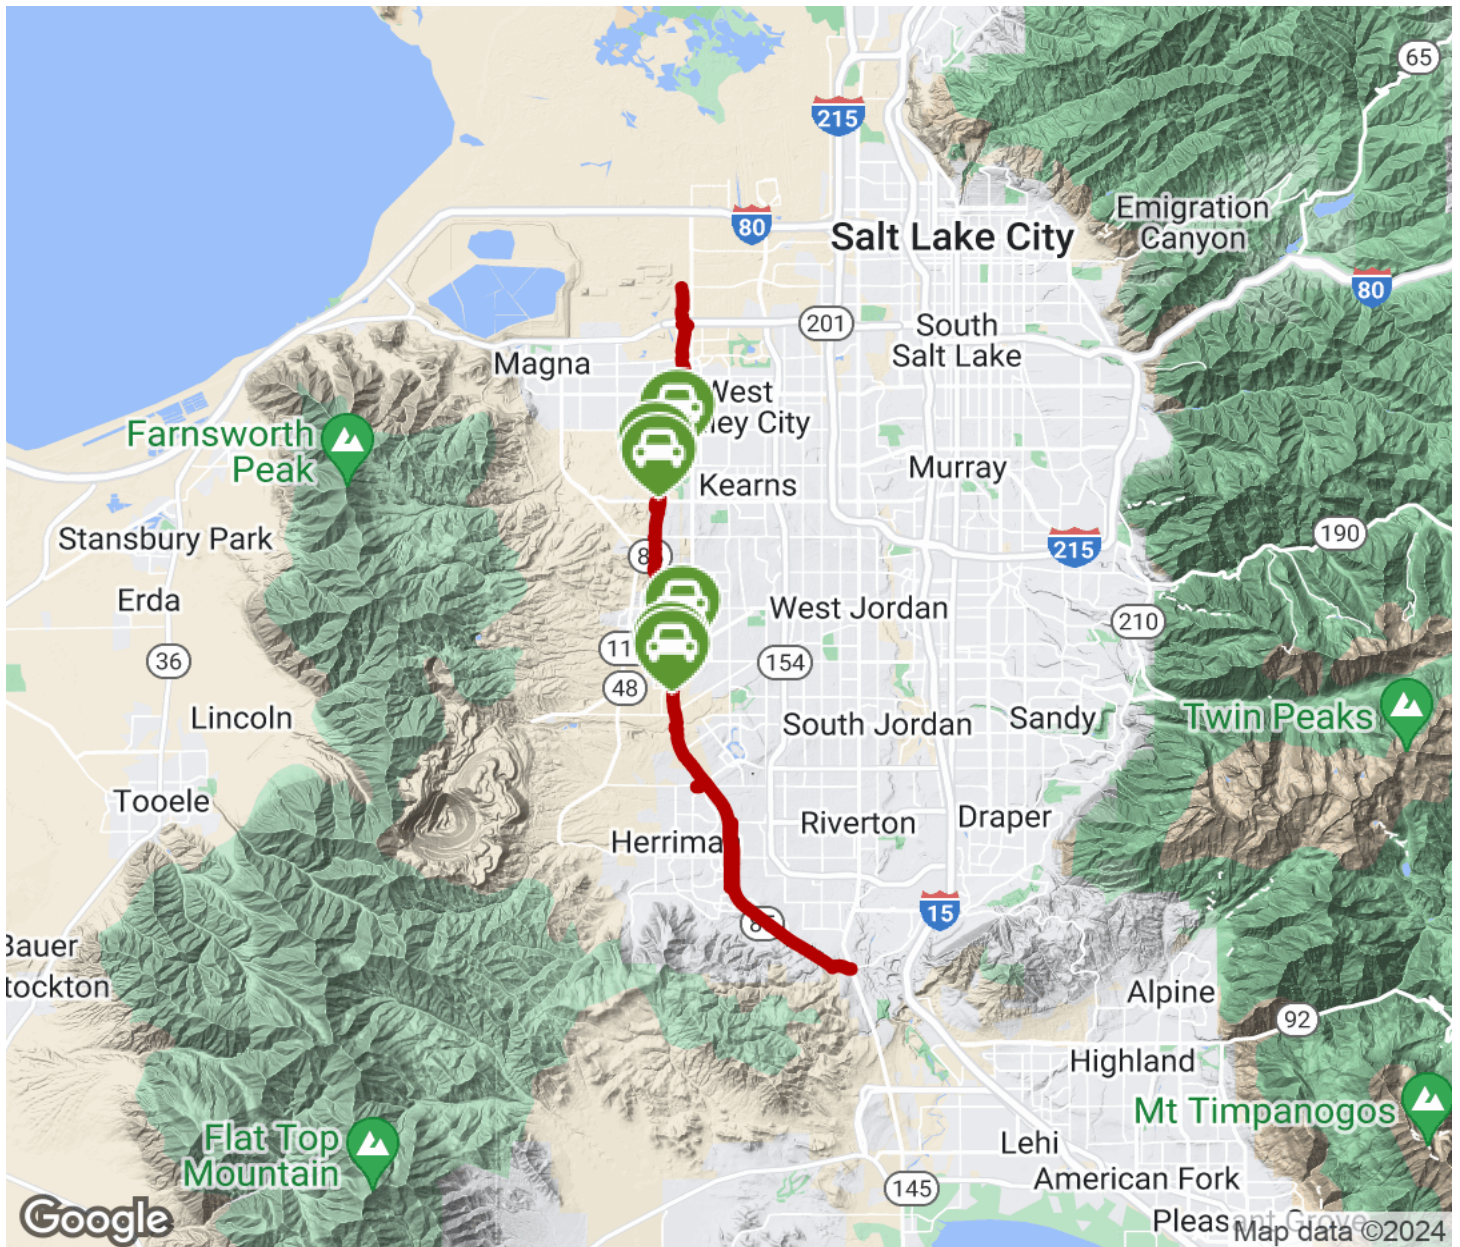 65
215
Emigration
Canyon
80
Salt Lake City
80
201
South
Salt Lake
Magna
West
ley City
Farnsworth
Peak
Murray
Kearns
Stansbury Park
190
215
8
Erda
West Jordan
210
11
36
154
48
Lincoln
South Jordan
Sandy
Twin Peaks
Tooele
Riverton
Draper
Herrima
15
8
Bauer
tockton
Alpine
92
Highland
Mt Timpanogos
Flat Top
Mountain
Lehi
American Fork
145
Google
Pleasant Grove
Map data ©2024